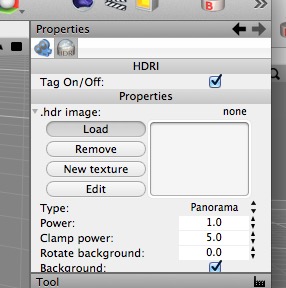 Properties
HDRI
HDRI
Tag On/Off:
Properties
.hdr image: none
Load
Remove
New texture
Edit
Type: Panorama
Power: 1.0
Clamp power: 5.0
Rotate background: 0.0
Background:
Tool